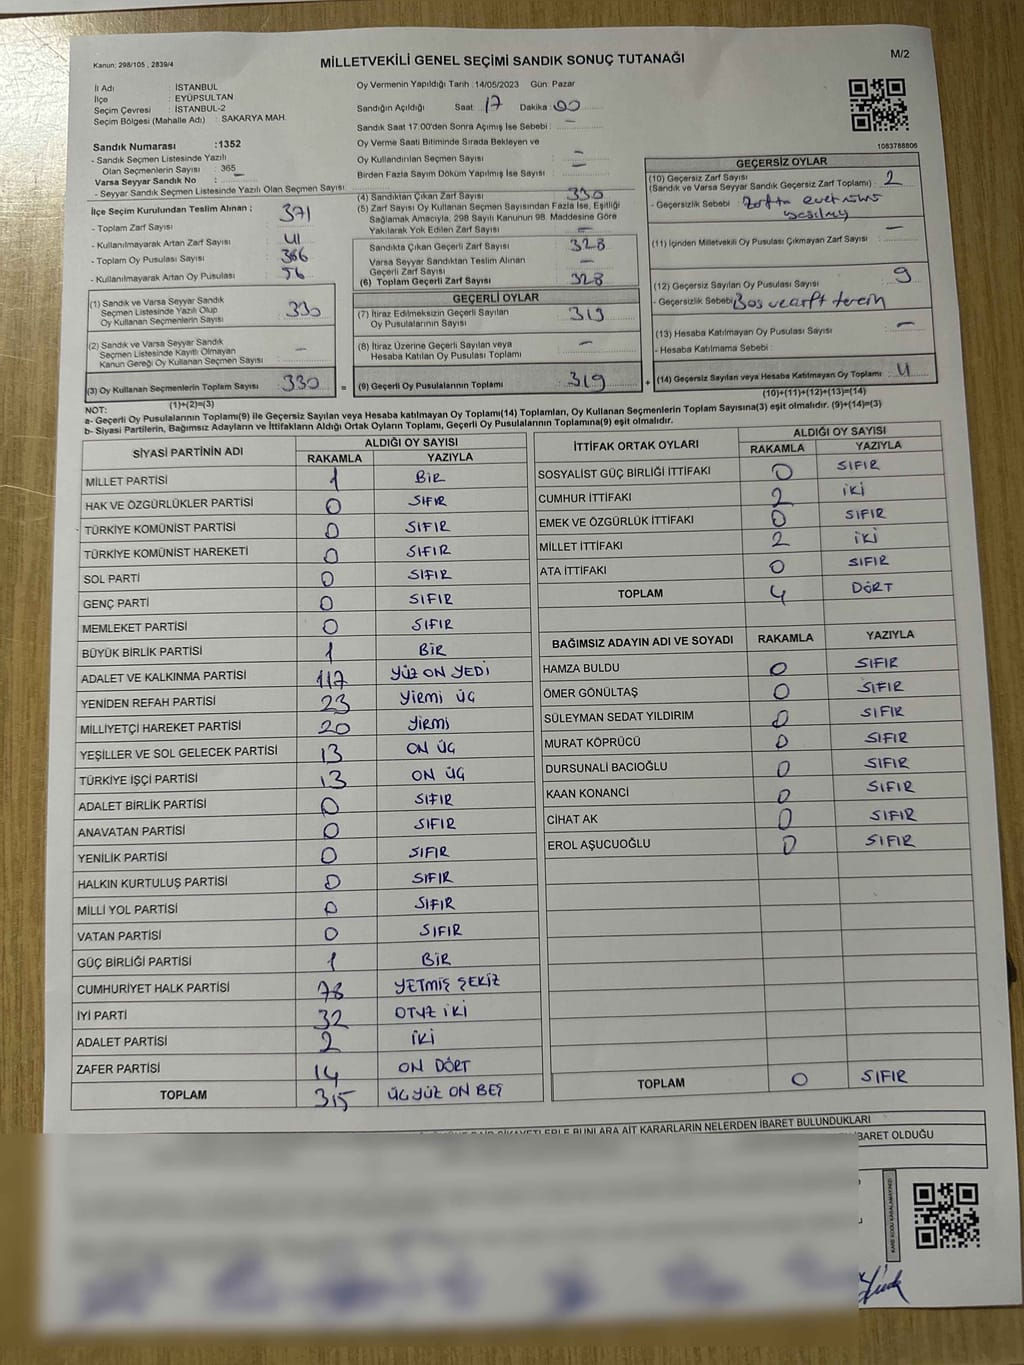 Kanun: 298/105 , 2839/4
MİLLETVEKİLİ GENEL SEÇİMİ SANDIK SONUÇ TUTANAĞI
M/2
İl Adı : İSTANBUL
İlçe : EYÜPSULTAN
Seçim Çevresi : İSTANBUL-2
Seçim Bölgesi (Mahalle Adı) : SAKARYA MAH.
Oy Vermenin Yapıldığı Tarih :14/05/2023 Gün: Pazar
Sandığın Açıldığı Saat 17 Dakika :00
Sandık Saat 17:00'den Sonra Açımış İse Sebebi : –
Oy Verme Saati Bitiminde Sırada Bekleyen ve
Oy Kullandırılan Seçmen Sayısı –
Birden Fazla Sayım Döküm Yapılmış İse Sayısı : –
1083788806
Sandık Numarası :1352
- Sandık Seçmen Listesinde Yazılı
Olan Seçmenlerin Sayısı : 365
Varsa Seyyar Sandık No : –
- Seyyar Sandık Seçmen Listesinde Yazılı Olan Seçmen Sayısı
İlçe Seçim Kurulundan Teslim Alınan ;
- Toplam Zarf Sayısı : 371
- Kullanılmayarak Artan Zarf Sayısı : 41
- Toplam Oy Pusulası Sayısı : 386
- Kullanılmayarak Artan Oy Pusulası : 56
(1) Sandık ve Varsa Seyyar Sandık
Seçmen Listesinde Yazılı Olup
Oy Kullanan Seçmenlerin Sayısı : 330
(2) Sandık ve Varsa Seyyar Sandık
Seçmen Listesinde Kayıtlı Olmayan
Kanun Gereği Oy Kullanan Seçmen Sayısı : –
(3) Oy Kullanan Seçmenlerin Toplam Sayısı : 330
(1)+(2)=(3)
(4) Sandıktan Çıkan Zarf Sayısı : 330
(5) Zarf Sayısı Oy Kullanan Seçmen Sayısından Fazla İse, Eşitliği
Sağlamak Amacıyla, 298 Sayılı Kanunun 98. Maddesine Göre
Yakılarak Yok Edilen Zarf Sayısı : –
Sandıkta Çıkan Geçerli Zarf Sayısı : 328
Varsa Seyyar Sandıktan Teslim Alınan
Geçerli Zarf Sayısı : –
(6) Toplam Geçerli Zarf Sayısı : 328
GEÇERLİ OYLAR
(7) İtiraz Edilmeksizin Geçerli Sayılan
Oy Pusulalarının Sayısı : 319
(8) İtiraz Üzerine Geçerli Sayılan veya
Hesaba Katılan Oy Pusulası Toplamı : –
= (9) Geçerli Oy Pusulalarının Toplamı : 319 +
GEÇERSİZ OYLAR
(10) Geçersiz Zarf Sayısı
(Sandık ve Varsa Seyyar Sandık Geçersiz Zarf Toplamı) : 2
- Geçersizlik Sebebi : Zarfta evet mührü
(11) İçinden Milletvekili Oy Pusulası Çıkmayan Zarf Sayısı : –
(12) Geçersiz Sayılan Oy Pusulası Sayısı : 9
- Geçersizlik Sebebi : Boş ve çift tercih
(13) Hesaba Katılmayan Oy Pusulası Sayısı : –
- Hesaba Katılmama Sebebi :
(14) Geçersiz Sayılan veya Hesaba Katılmayan Oy Toplamı : 11
(10)+(11)+(12)+(13)=(14)
NOT:
a- Geçerli Oy Pusulalarının Toplamı(9) ile Geçersiz Sayılan veya Hesaba katılmayan Oy Toplamı(14) Toplamları, Oy Kullanan Seçmenlerin Toplam Sayısına(3) eşit olmalıdır. (9)+(14)=(3)
b- Siyasi Partilerin, Bağımsız Adayların ve İttifakların Aldığı Ortak Oyların Toplamı, Geçerli Oy Pusulalarının Toplamına(9) eşit olmalıdır.
SİYASİ PARTİNİN ADI ALDIĞI OY SAYISI
RAKAMLA YAZIYLA
MİLLET PARTİSİ 1 BİR
HAK VE ÖZGÜRLÜKLER PARTİSİ 0 SIFIR
TÜRKİYE KOMÜNİST PARTİSİ 0 SIFIR
TÜRKİYE KOMÜNİST HAREKETİ 0 SIFIR
SOL PARTİ 0 SIFIR
GENÇ PARTİ 0 SIFIR
MEMLEKET PARTİSİ 0 SIFIR
BÜYÜK BİRLİK PARTİSİ 1 BİR
ADALET VE KALKINMA PARTİSİ 117 YÜZ ON YEDİ
YENİDEN REFAH PARTİSİ 23 YİRMİ ÜÇ
MİLLİYETÇİ HAREKET PARTİSİ 20 YİRMİ
YEŞİLLER VE SOL GELECEK PARTİSİ 13 ON ÜÇ
TÜRKİYE İŞÇİ PARTİSİ 13 ON ÜÇ
ADALET BİRLİK PARTİSİ 0 SIFIR
ANAVATAN PARTİSİ 0 SIFIR
YENİLİK PARTİSİ 0 SIFIR
HALKIN KURTULUŞ PARTİSİ 0 SIFIR
MİLLİ YOL PARTİSİ 0 SIFIR
VATAN PARTİSİ 0 SIFIR
GÜÇ BİRLİĞİ PARTİSİ 1 BİR
CUMHURİYET HALK PARTİSİ 78 YETMİŞ SEKİZ
İYİ PARTİ 32 OTUZ İKİ
ADALET PARTİSİ 2 İKİ
ZAFER PARTİSİ 14 ON DÖRT
TOPLAM 315 ÜÇ YÜZ ON BEŞ
İTTİFAK ORTAK OYLARI ALDIĞI OY SAYISI
RAKAMLA YAZIYLA
SOSYALİST GÜÇ BİRLİĞİ İTTİFAKI 0 SIFIR
CUMHUR İTTİFAKI 2 İKİ
EMEK VE ÖZGÜRLÜK İTTİFAKI 0 SIFIR
MİLLET İTTİFAKI 2 İKİ
ATA İTTİFAKI 0 SIFIR
TOPLAM 4 DÖRT
BAĞIMSIZ ADAYIN ADI VE SOYADI RAKAMLA YAZIYLA
HAMZA BULDU 0 SIFIR
ÖMER GÖNÜLTAŞ 0 SIFIR
SÜLEYMAN SEDAT YILDIRIM 0 SIFIR
MURAT KÖPRÜCÜ 0 SIFIR
DURSUNALİ BACIOĞLU 0 SIFIR
KAAN KONANCİ 0 SIFIR
CİHAT AK 0 SIFIR
EROL AŞUCUOĞLU 0 SIFIR
TOPLAM 0 SIFIR
BUNLARA AİT KARARLARIN NELERDEN İBARET BULUNDUKLARI
İBARET OLDUĞU